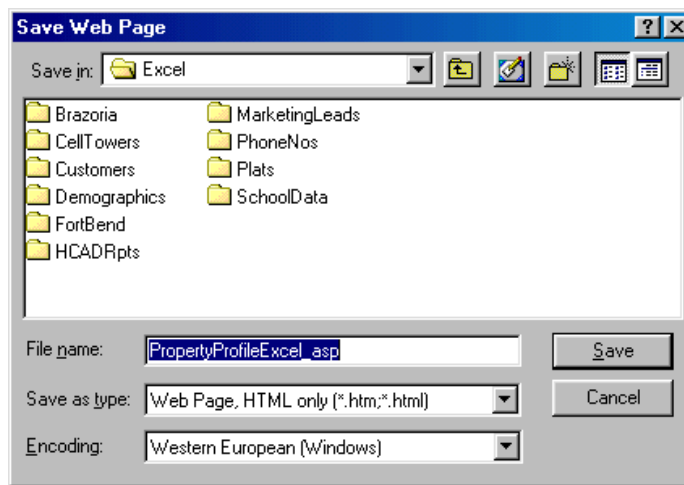 Save Web Page
Save in: Excel
Brazoria MarketingLeads
CellTowers PhoneNos
Customers Plats
Demographics SchoolData
FortBend
HCADRpts
File name: PropertyProfileExcel_asp Save
Save as type: Web Page, HTML only (*.htm;*.html) Cancel
Encoding: Western European (Windows)